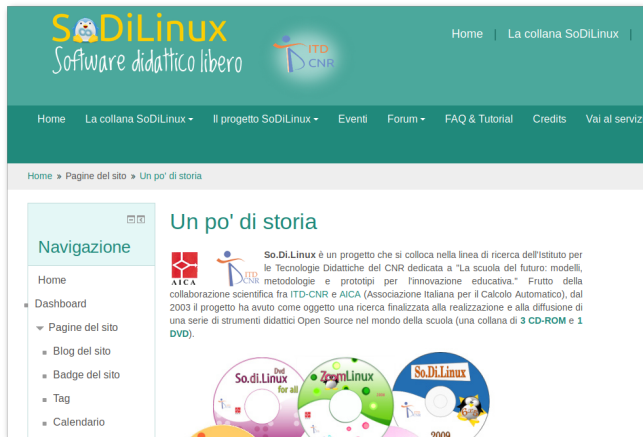 SoDiLinux
Software didattico libero
ITD
CNR
Home | La collana SoDiLinux |
Home La collana SoDiLinux Il progetto SoDiLinux Eventi Forum FAQ & Tutorial Credits Vai al serviz
Home » Pagine del sito » Un po' di storia
Navigazione
Home
Dashboard
Pagine del sito
Blog del sito
Badge del sito
Tag
Calendario
Un po' di storia
AICA
ITD
CNR
So.Di.Linux è un progetto che si colloca nella linea di ricerca dell'Istituto per
le Tecnologie Didattiche del CNR dedicata a "La scuola del futuro: modelli,
metodologie e prototipi per l'innovazione educativa." Frutto della
collaborazione scientifica fra ITD-CNR e AICA (Associazione Italiana per il Calcolo Automatico), dal
2003 il progetto ha avuto come oggetto una ricerca finalizzata alla realizzazione e alla diffusione di
una serie di strumenti didattici Open Source nel mondo della scuola (una collana di 3 CD-ROM e 1
DVD).
So.di.Linux Dvd
for all
ZoomLinux
So.Di.Linux
2009